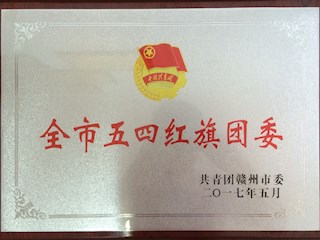 中国共青团
全市五四红旗团委
共青团赣州市委
二〇一七年五月